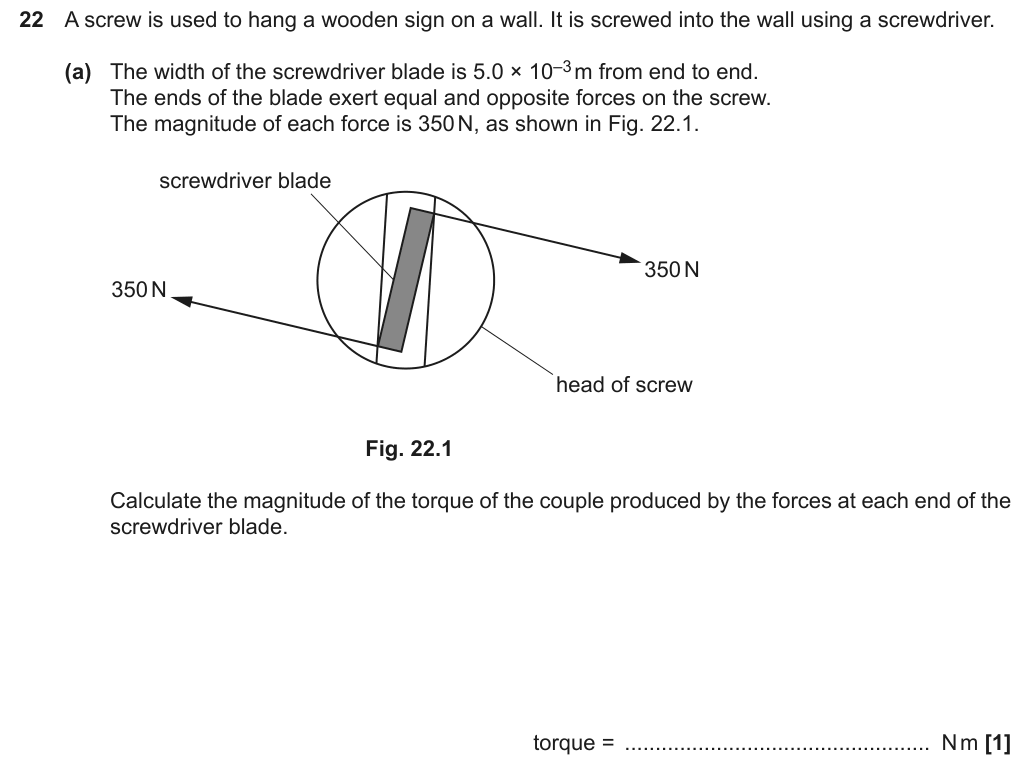 22 A screw is used to hang a wooden sign on a wall. It is screwed into the wall using a screwdriver.
(a) The width of the screwdriver blade is 5.0 × 10⁻³ m from end to end.
The ends of the blade exert equal and opposite forces on the screw.
The magnitude of each force is 350 N, as shown in Fig. 22.1.
screwdriver blade
350 N
350 N
head of screw
Fig. 22.1
Calculate the magnitude of the torque of the couple produced by the forces at each end of the
screwdriver blade.
torque = .................................................. N m [1]